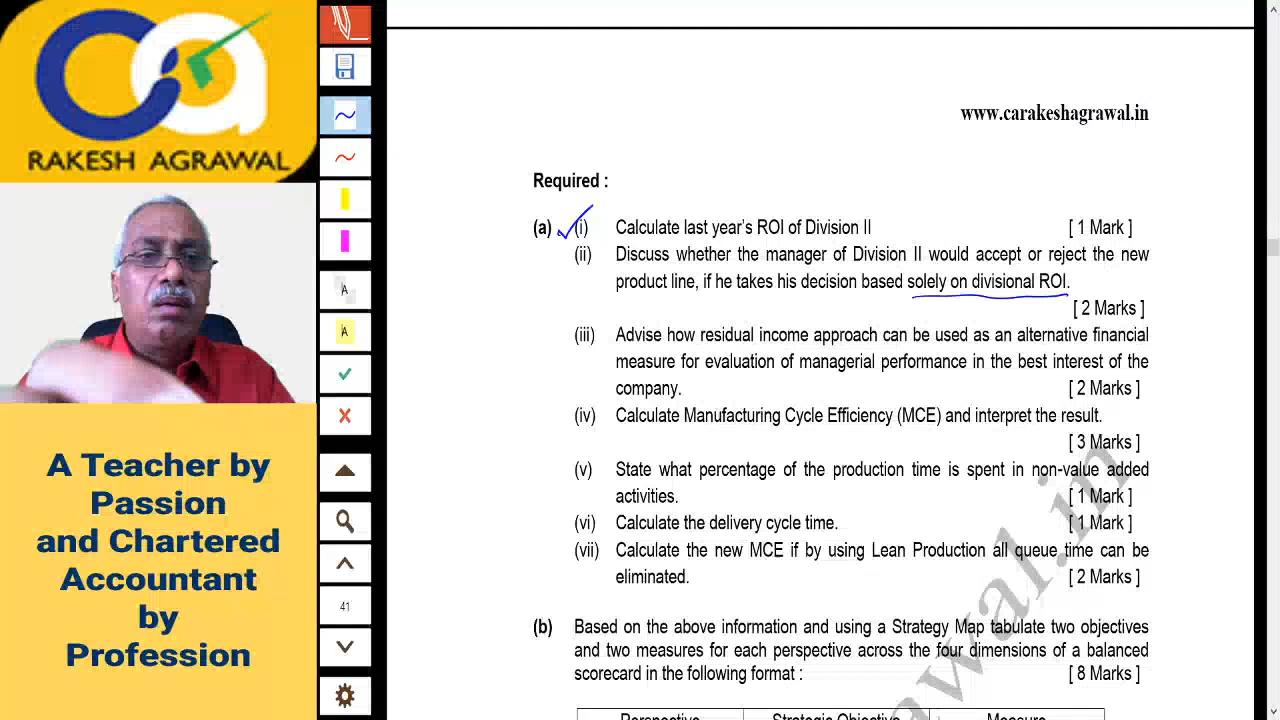 RAKESH AGRAWAL
A Teacher by
Passion
and Chartered
Accountant
by
Profession
A
A
41
www.carakeshagrawal.in
Required :
(a) (i) Calculate last year's ROI of Division II [ 1 Mark ]
(ii) Discuss whether the manager of Division II would accept or reject the new
product line, if he takes his decision based solely on divisional ROI.
[ 2 Marks ]
(iii) Advise how residual income approach can be used as an alternative financial
measure for evaluation of managerial performance in the best interest of the
company. [ 2 Marks ]
(iv) Calculate Manufacturing Cycle Efficiency (MCE) and interpret the result.
[ 3 Marks ]
(v) State what percentage of the production time is spent in non-value added
activities. [ 1 Mark ]
(vi) Calculate the delivery cycle time. [ 1 Mark ]
(vii) Calculate the new MCE if by using Lean Production all queue time can be
eliminated. [ 2 Marks ]
(b) Based on the above information and using a Strategy Map tabulate two objectives
and two measures for each perspective across the four dimensions of a balanced
scorecard in the following format : [ 8 Marks ]
Perspective Strategic Objective Measure
awal.in